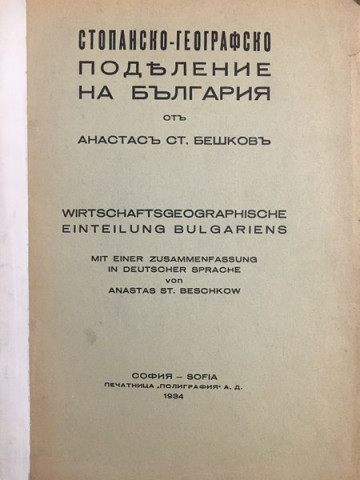 СТОПАНСКО-ГЕОГРАФСКО
ПОДѢЛЕНИЕ
НА БЪЛГАРИЯ
отъ
АНАСТАСЪ СТ. БЕШКОВЪ
WIRTSCHAFTSGEOGRAPHISCHE
EINTEILUNG BULGARIENS
MIT EINER ZUSAMMENFASSUNG
IN DEUTSCHER SPRACHE
von
ANASTAS ST. BESCHKOW
СОФИЯ – SOFIA
ПЕЧАТНИЦА „ПОЛИГРАФИЯ" А. Д.
1934